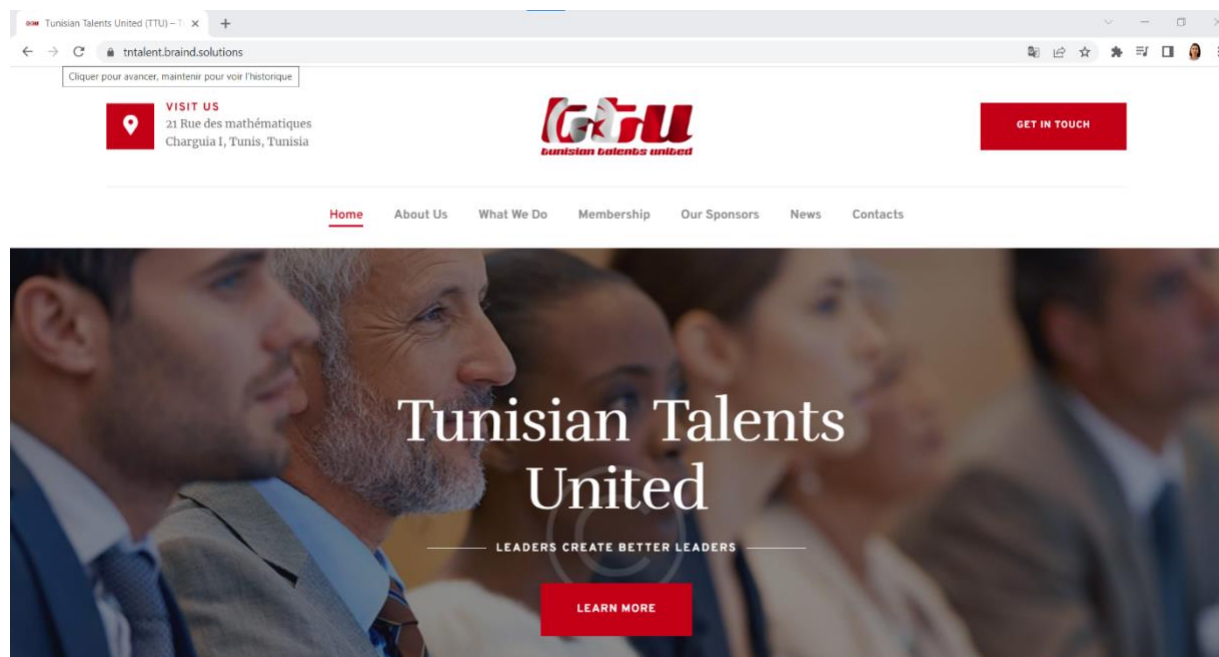 Tunisian Talents United (TTU) – T
tntalent.braind.solutions
Cliquer pour avancer, maintenir pour voir l'historique
VISIT US
21 Rue des mathématiques
Charguia I, Tunis, Tunisia
ttu
tunisian talents united
GET IN TOUCH
Home About Us What We Do Membership Our Sponsors News Contacts
Tunisian Talents
United
LEADERS CREATE BETTER LEADERS
LEARN MORE